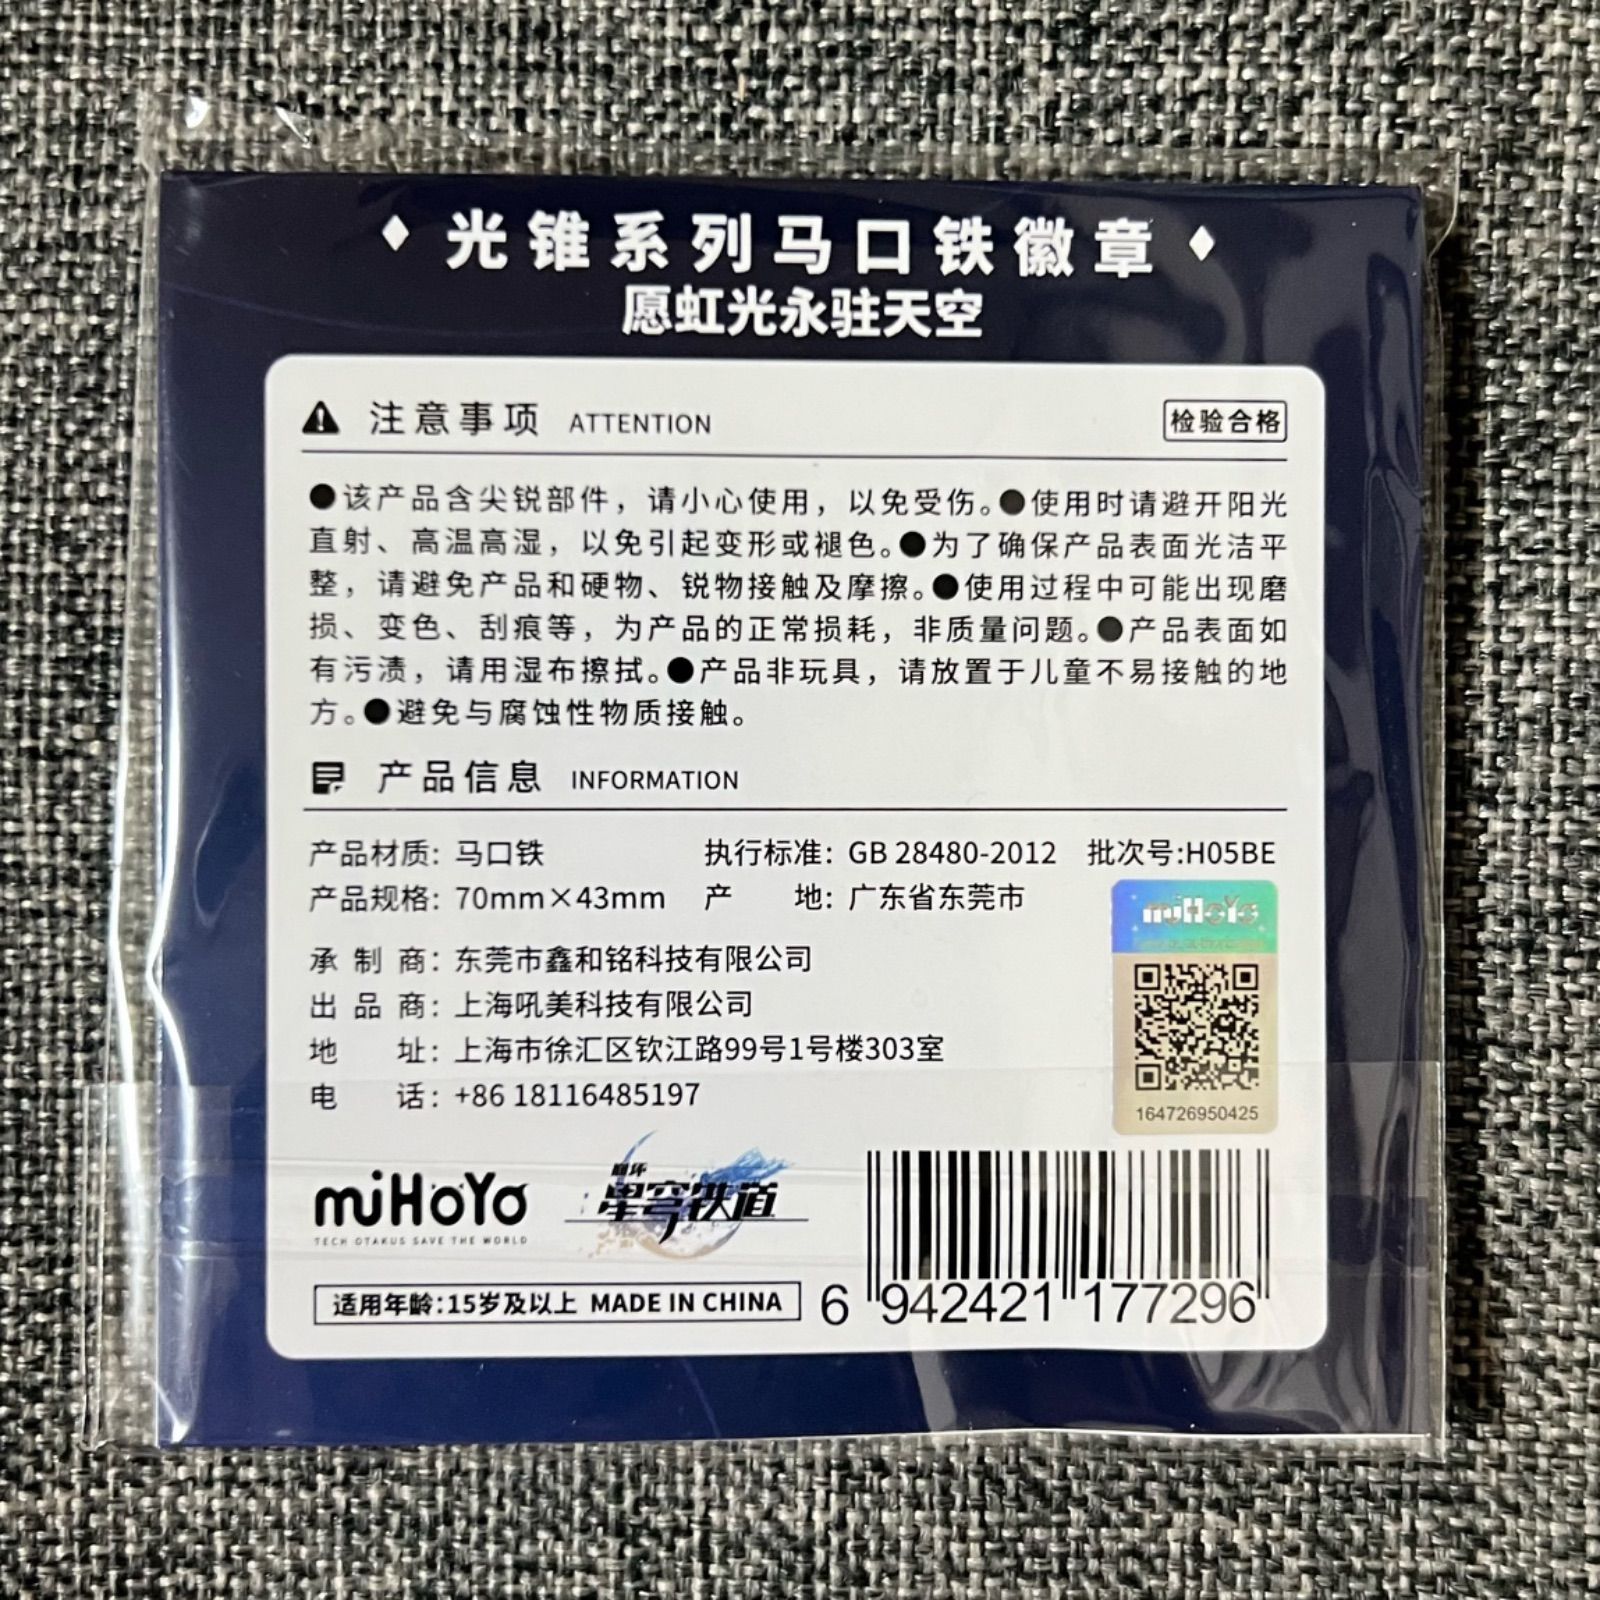 光锥系列马口铁徽章
愿虹光永驻天空
注意事项 ATTENTION 检验合格
●该产品含尖锐部件，请小心使用，以免受伤。●使用时请避开阳光
直射、高温高湿，以免引起变形或褪色。●为了确保产品表面光洁平
整，请避免产品和硬物、锐物接触及摩擦。●使用过程中可能出现磨
损、变色、刮痕等，为产品的正常损耗，非质量问题。●产品表面如
有污渍，请用湿布擦拭。●产品非玩具，请放置于儿童不易接触的地
方。●避免与腐蚀性物质接触。
产品信息 INFORMATION
产品材质: 马口铁 执行标准: GB 28480-2012 批次号:H05BE
产品规格: 70mm×43mm 产 地: 广东省东莞市
承制商: 东莞市鑫和铭科技有限公司
出品商: 上海吼美科技有限公司
地 址: 上海市徐汇区钦江路99号1号楼303室
电 话: +86 18116485197
miHoYo
164726950425
miHoYo
TECH OTAKUS SAVE THE WORLD
崩坏
星穹铁道
适用年龄:15岁及以上 MADE IN CHINA
6 942421 177296